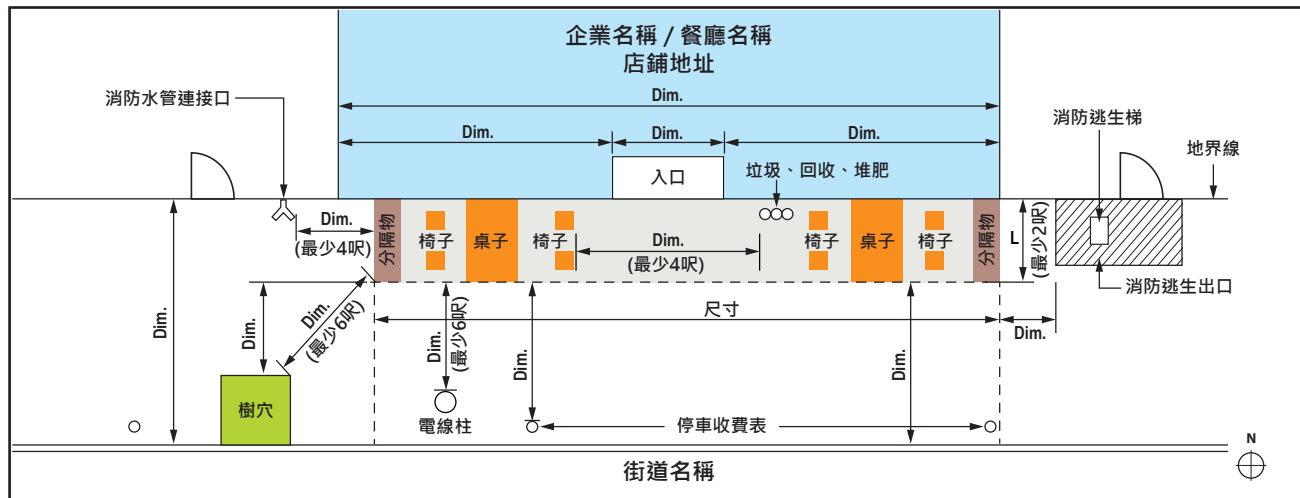 企業名稱 / 餐廳名稱
店鋪地址
消防水管連接口
Dim.
消防逃生梯
Dim.
Dim.
Dim.
地界線
垃圾、回收、堆肥
入口
Dim.
(最少4呎)
分隔物
椅子
桌子
椅子
Dim.
(最少4呎)
椅子
桌子
椅子
分隔物
L
(最少2呎)
消防逃生出口
尺寸
Dim.
Dim.
Dim.
Dim.
(最少6呎)
Dim.
(最少6呎)
Dim.
Dim.
樹穴
電線柱
停車收費表
N
街道名稱